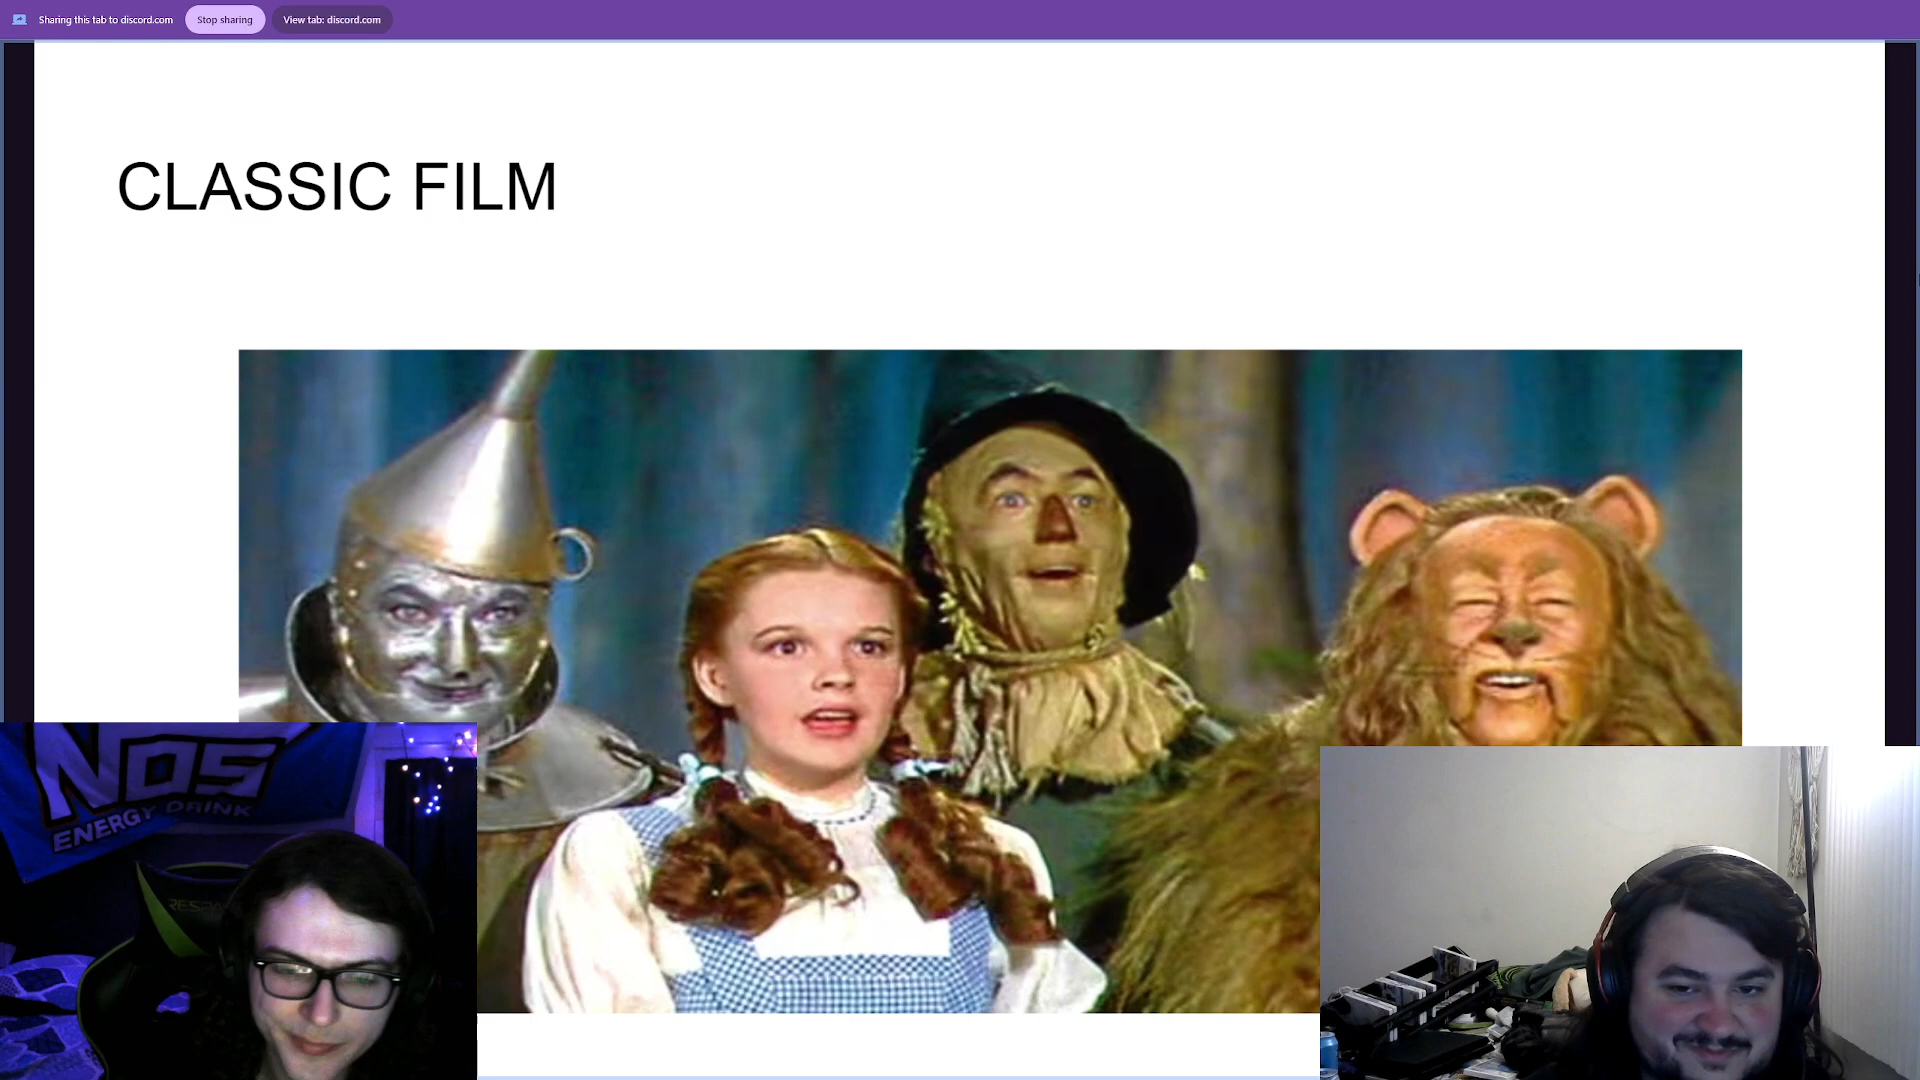 Sharing this tab to discord.com
Stop sharing
View tab: discord.com
CLASSIC FILM
NOS
ENERGY DRINK